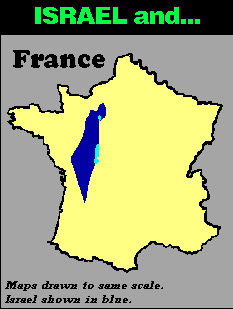 ISRAEL and...
France
Maps drawn to same scale.
Israel shown in blue.